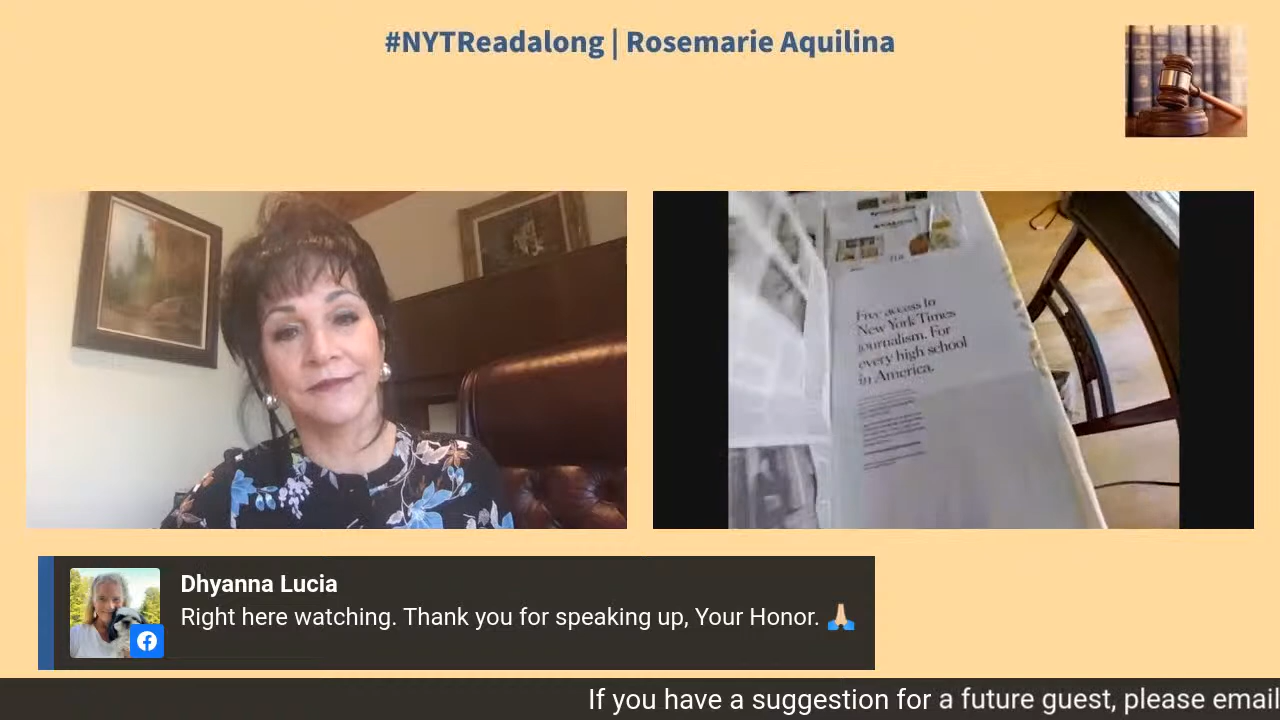 #NYTReadalong | Rosemarie Aquilina
Free access to
New York Times
journalism. For
every high school
in America.
Dhyanna Lucia
Right here watching. Thank you for speaking up, Your Honor. 🙏
If you have a suggestion for a future guest, please email